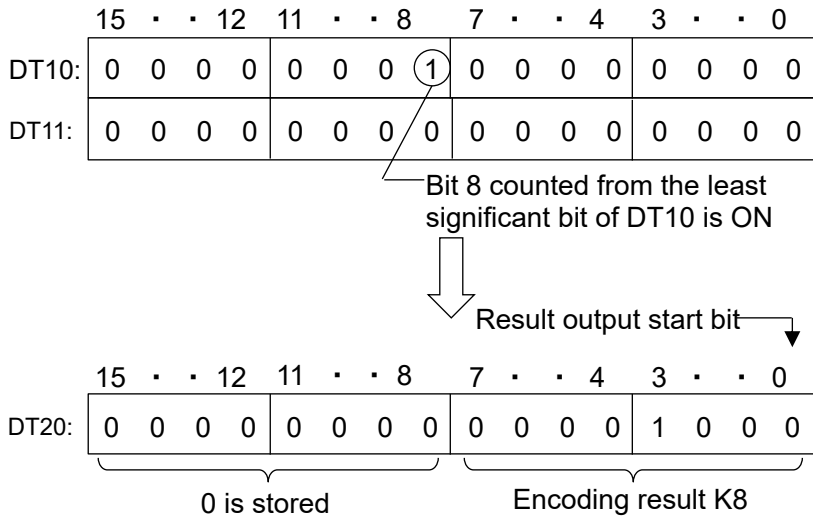 15 · · 12 11 · · 8 7 · · 4 3 · · 0
DT10: 0 0 0 0 0 0 0 1 0 0 0 0 0 0 0 0
DT11: 0 0 0 0 0 0 0 0 0 0 0 0 0 0 0 0
Bit 8 counted from the least
significant bit of DT10 is ON
Result output start bit
15 · · 12 11 · · 8 7 · · 4 3 · · 0
DT20: 0 0 0 0 0 0 0 0 0 0 0 0 1 0 0 0
0 is stored Encoding result K8